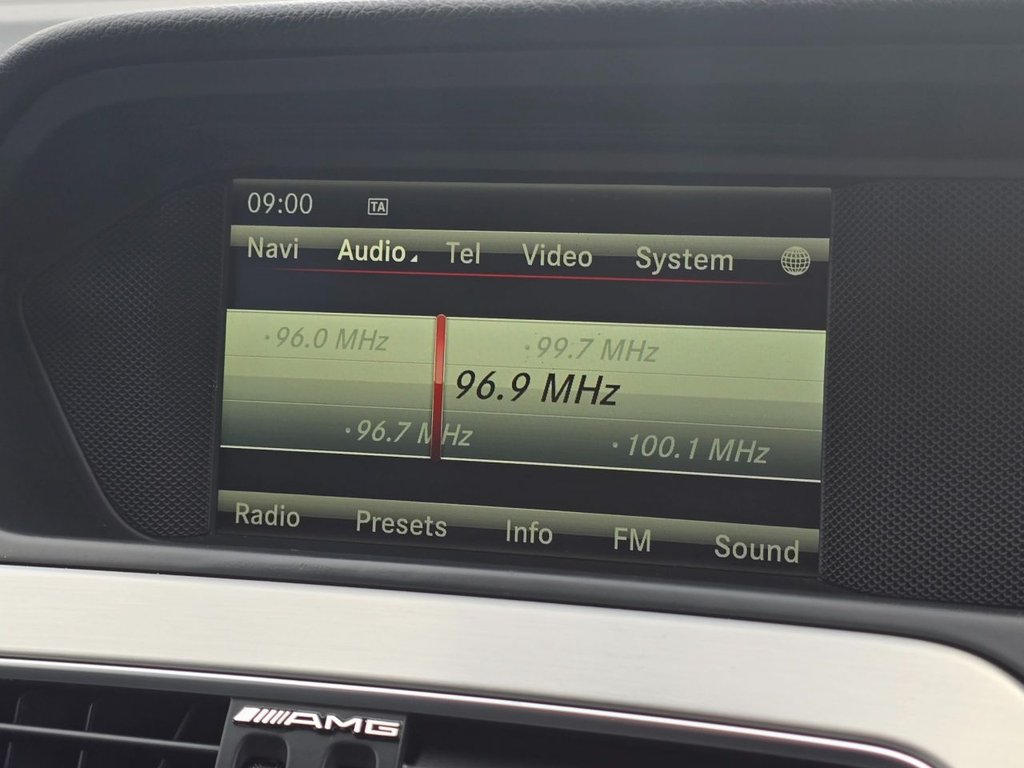 09:00 TA
Navi Audio Tel Video System
96.0 MHz 99.7 MHz
96.9 MHz
96.7 MHz 100.1 MHz
Radio Presets Info FM Sound
AMG